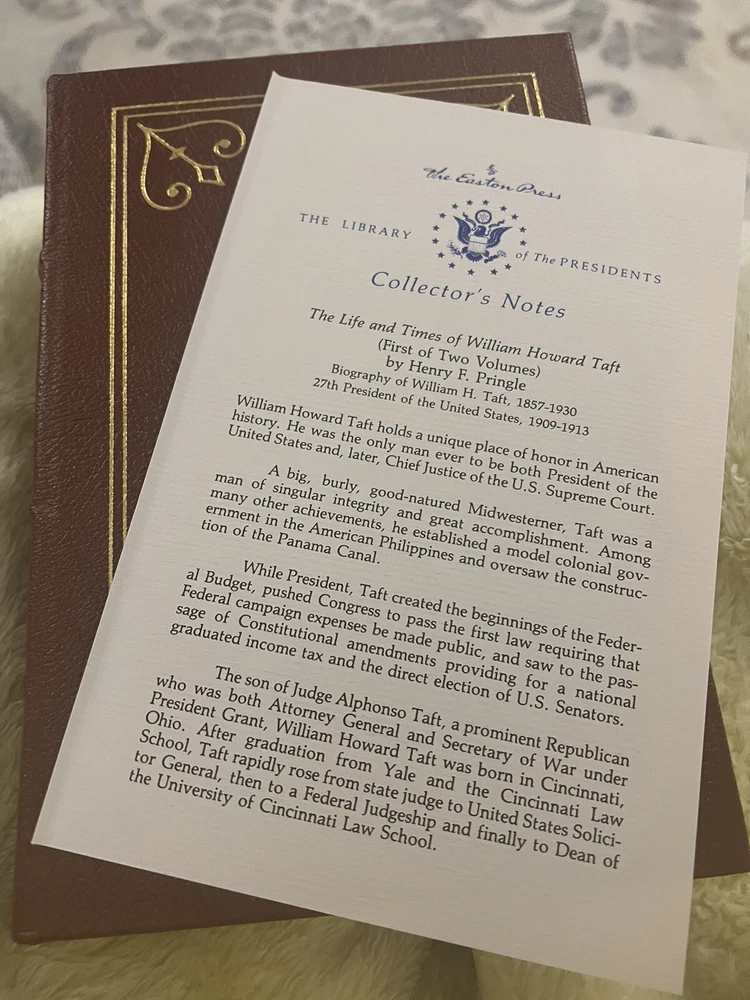 The Easton Press
THE LIBRARY of The PRESIDENTS
Collector's Notes
The Life and Times of William Howard Taft
(First of Two Volumes)
by Henry F. Pringle
Biography of William H. Taft, 1857-1930
27th President of the United States, 1909-1913
William Howard Taft holds a unique place of honor in American
history. He was the only man ever to be both President of the
United States and, later, Chief Justice of the U.S. Supreme Court.
A big, burly, good-natured Midwesterner, Taft was a
man of singular integrity and great accomplishment. Among
many other achievements, he established a model colonial gov-
ernment in the American Philippines and oversaw the construc-
tion of the Panama Canal.
While President, Taft created the beginnings of the Feder-
al Budget, pushed Congress to pass the first law requiring that
Federal campaign expenses be made public, and saw to the pas-
sage of Constitutional amendments providing for a national
graduated income tax and the direct election of U.S. Senators.
The son of Judge Alphonso Taft, a prominent Republican
who was both Attorney General and Secretary of War under
President Grant, William Howard Taft was born in Cincinnati,
Ohio. After graduation from Yale and the Cincinnati Law
School, Taft rapidly rose from state judge to United States Solici-
tor General, then to a Federal Judgeship and finally to Dean of
the University of Cincinnati Law School.